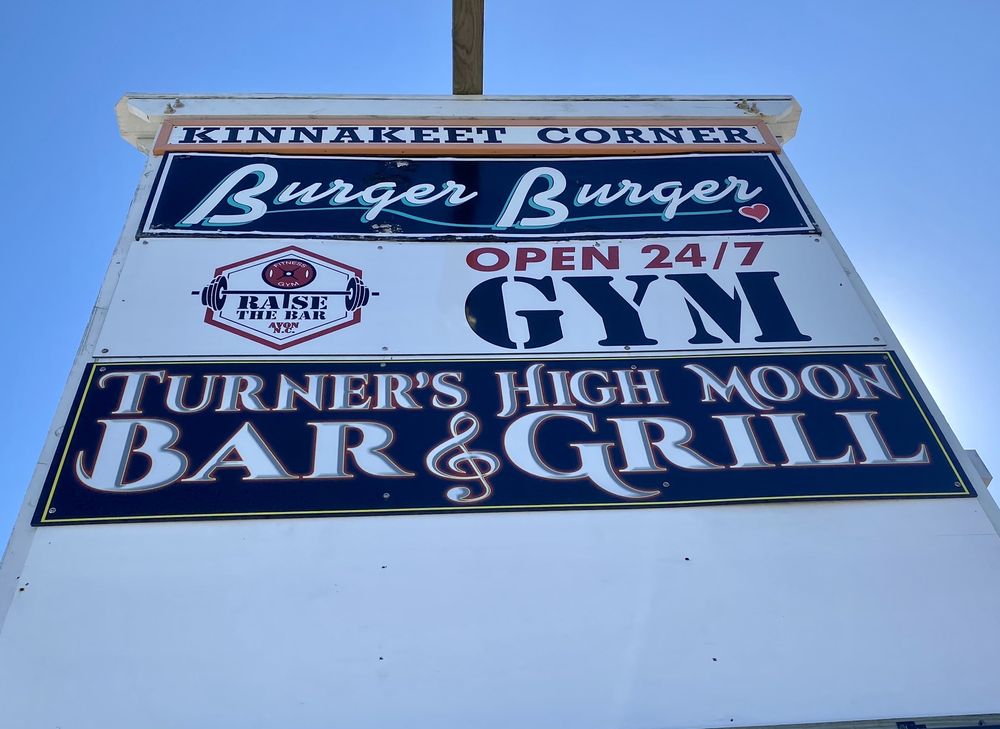 KINNAKEET CORNER
Burger Burger
FITNESS
GYM
RAISE
THE BAR
AVON
N.C.
OPEN 24/7
GYM
TURNER'S HIGH MOON
BAR & GRILL